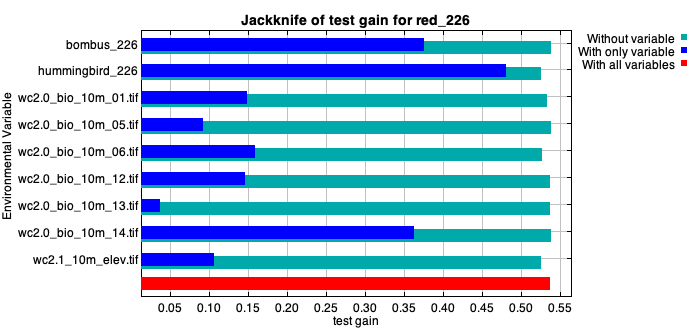 Jackknife of test gain for red_226
Environmental Variable
bombus_226
hummingbird_226
wc2.0_bio_10m_01.tif
wc2.0_bio_10m_05.tif
wc2.0_bio_10m_06.tif
wc2.0_bio_10m_12.tif
wc2.0_bio_10m_13.tif
wc2.0_bio_10m_14.tif
wc2.1_10m_elev.tif
0.05 0.10 0.15 0.20 0.25 0.30 0.35 0.40 0.45 0.50 0.55
test gain
Without variable
With only variable
With all variables